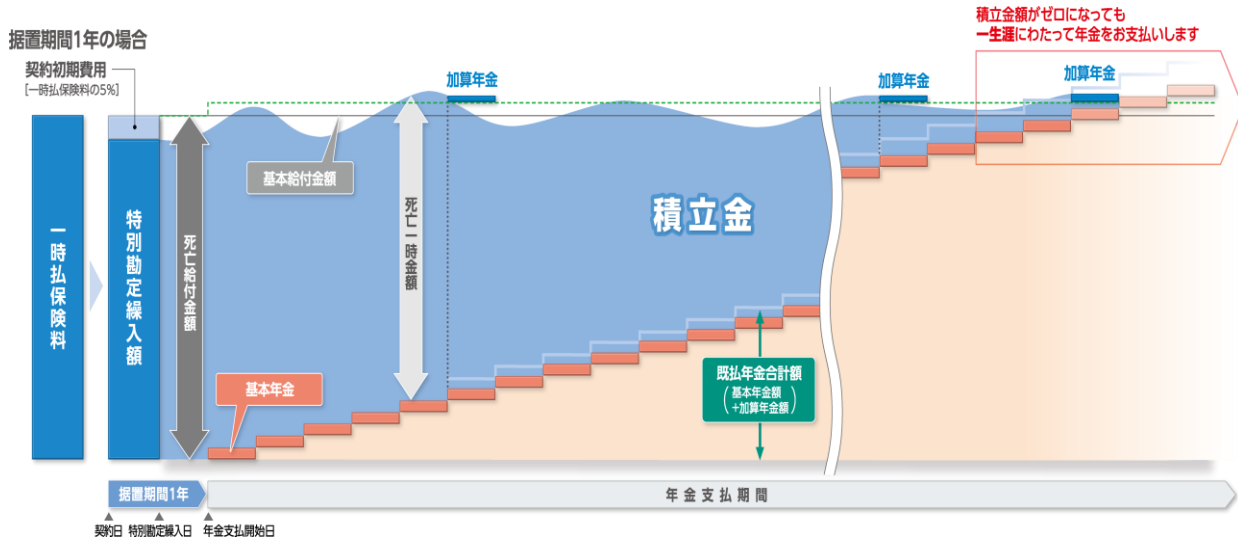 据置期間1年の場合
契約初期費用
[一時払保険料の5%]
積立金額がゼロになっても
一生涯にわたって年金をお支払いします
加算年金
加算年金
加算年金
基本給付金額
一時払保険料
特別勘定繰入額
死亡給付金額
死亡一時金額
積立金
基本年金
既払年金合計額
(基本年金額
+加算年金額)
据置期間1年
年金支払期間
契約日 特別勘定繰入日 年金支払開始日